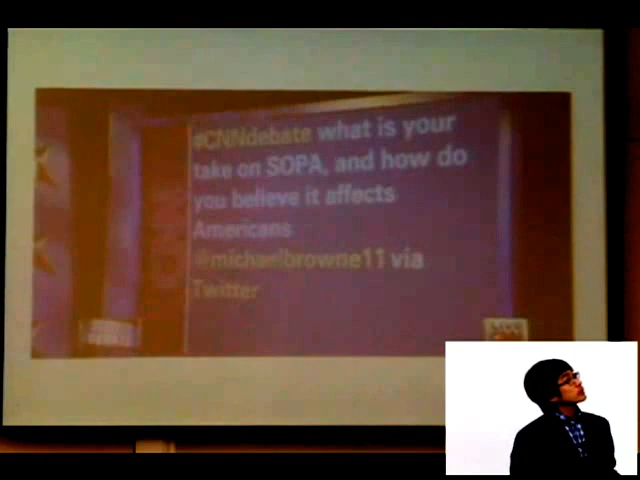 #CNNdebate what is your
take on SOPA, and how do
you believe it affects
Americans
@michaelbrowne11 via
Twitter